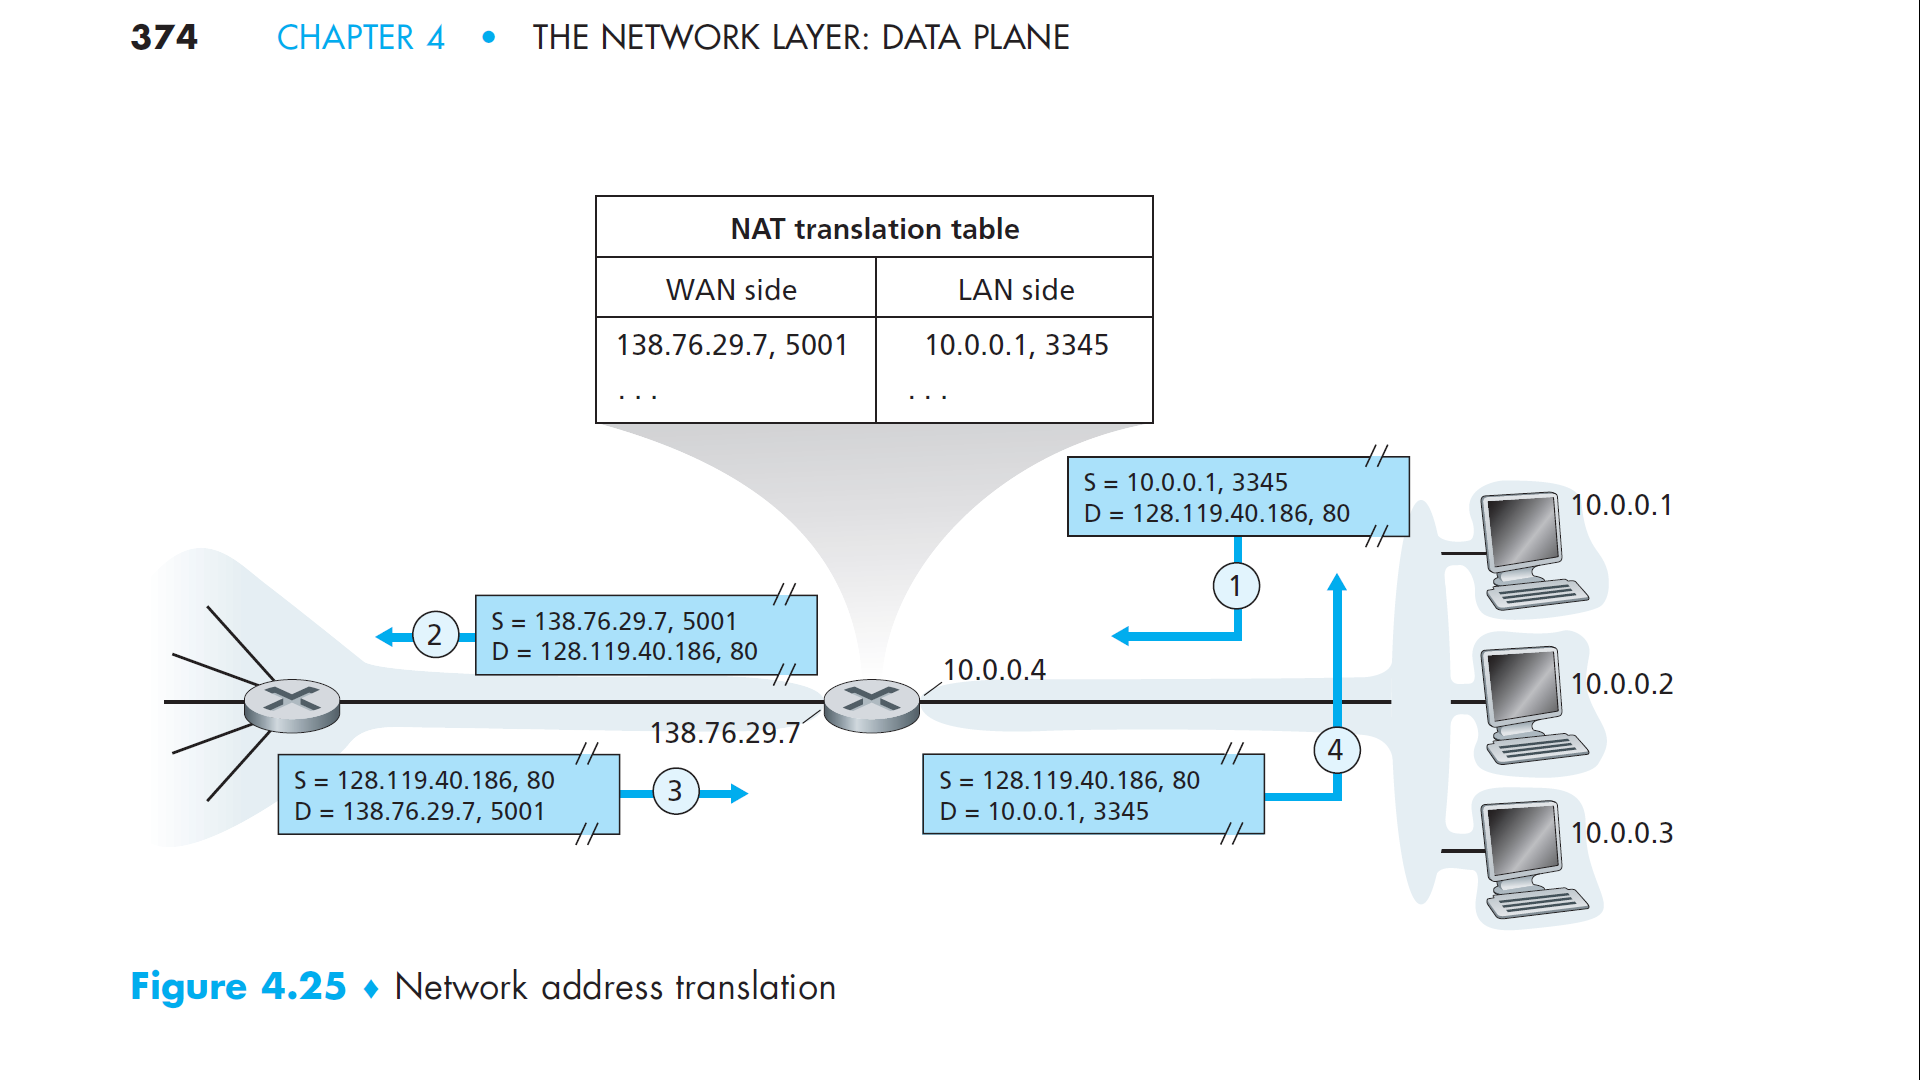 374 CHAPTER 4 • THE NETWORK LAYER: DATA PLANE
NAT translation table
WAN side LAN side
138.76.29.7, 5001 10.0.0.1, 3345
. . . . . .
S = 10.0.0.1, 3345
D = 128.119.40.186, 80
10.0.0.1
1
S = 138.76.29.7, 5001
D = 128.119.40.186, 80
2
10.0.0.4
10.0.0.2
138.76.29.7
S = 128.119.40.186, 80
D = 138.76.29.7, 5001
3
S = 128.119.40.186, 80
D = 10.0.0.1, 3345
4
10.0.0.3
Figure 4.25 ♦ Network address translation